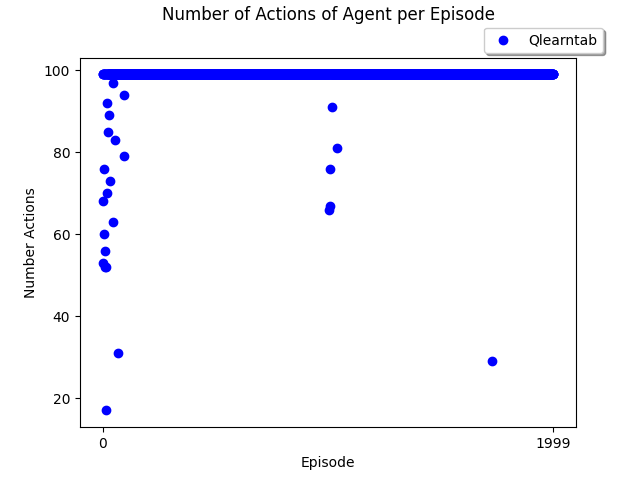 Number of Actions of Agent per Episode
Qlearntab
100
80
60
40
20
Number Actions
0 1999
Episode